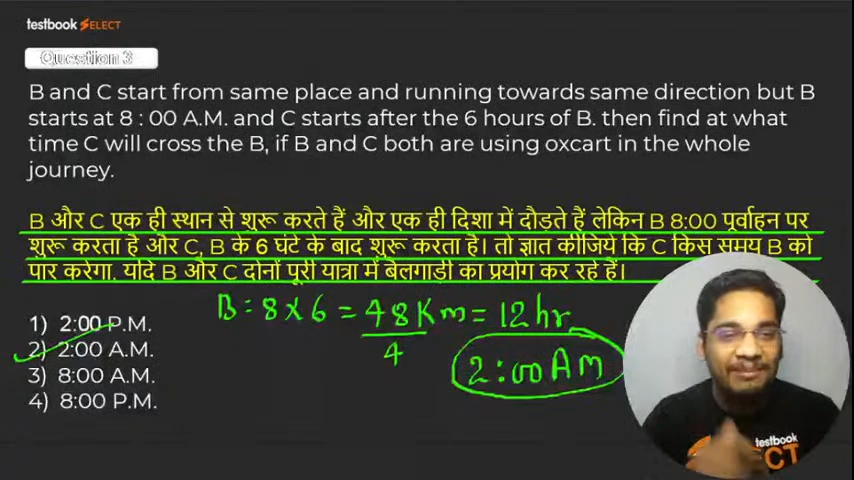 testbook SELECT
Question 3
B and C start from same place and running towards same direction but B
starts at 8 : 00 A.M. and C starts after the 6 hours of B. then find at what
time C will cross the B, if B and C both are using oxcart in the whole
journey.
B और C एक ही स्थान से शुरू करते हैं और एक ही दिशा में दौड़ते हैं लेकिन B 8:00 पूर्वाहन पर
शुरू करता है और C, B के 6 घंटे के बाद शुरू करता है। तो ज्ञात कीजिये कि C किस समय B को
पार करेगा, यदि B और C दोनों पूरी यात्रा में बैलगाड़ी का प्रयोग कर रहे हैं।
B = 8 x 6 = 48 Km = 12 hr
4
1) 2:00 P.M.
2) 2:00 A.M.
3) 8:00 A.M.
4) 8:00 P.M.
2:00 AM
testbook
SELECT